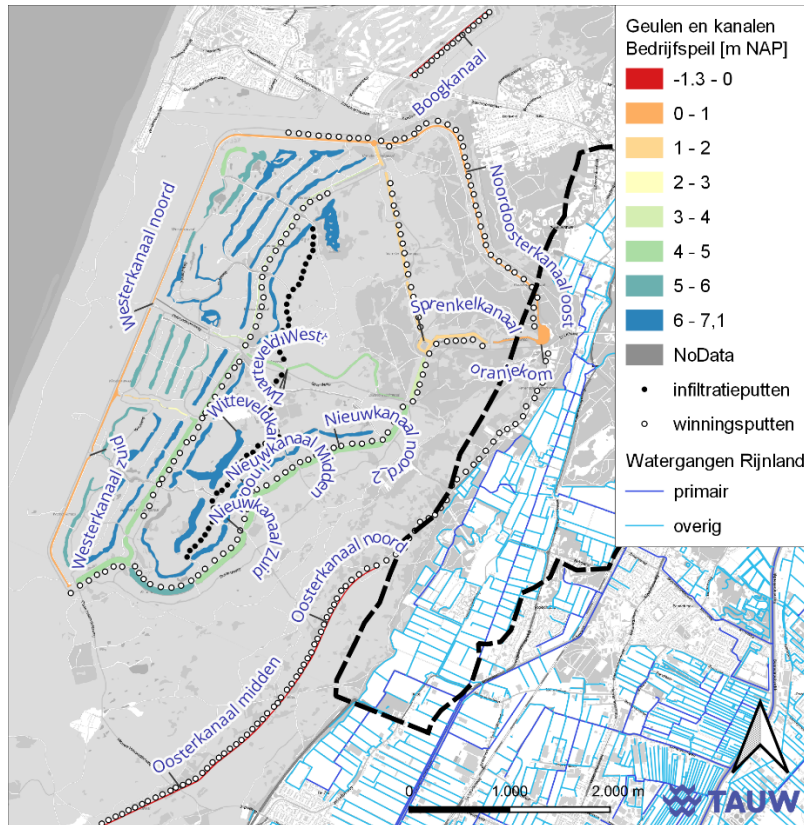 Geulen en kanalen
Bedrijfspeil [m NAP]
-1.3 - 0
0 - 1
1 - 2
2 - 3
3 - 4
4 - 5
5 - 6
6 - 7,1
NoData
infiltratieputten
winningsputten
Watergangen Rijnland
primair
overig
Boogkanaal
Westerkanaal noord
Noordoosterkanaal oost
Sprenkelkanaal
oranjekom
Nieuwkanaal noord_2
Nieuwkanaal Midden
Nieuwkanaal Zuid
Westerkanaal zuid
Oosterkanaal noord
Oosterkanaal midden
0
1.000
2.000 m
TAUW